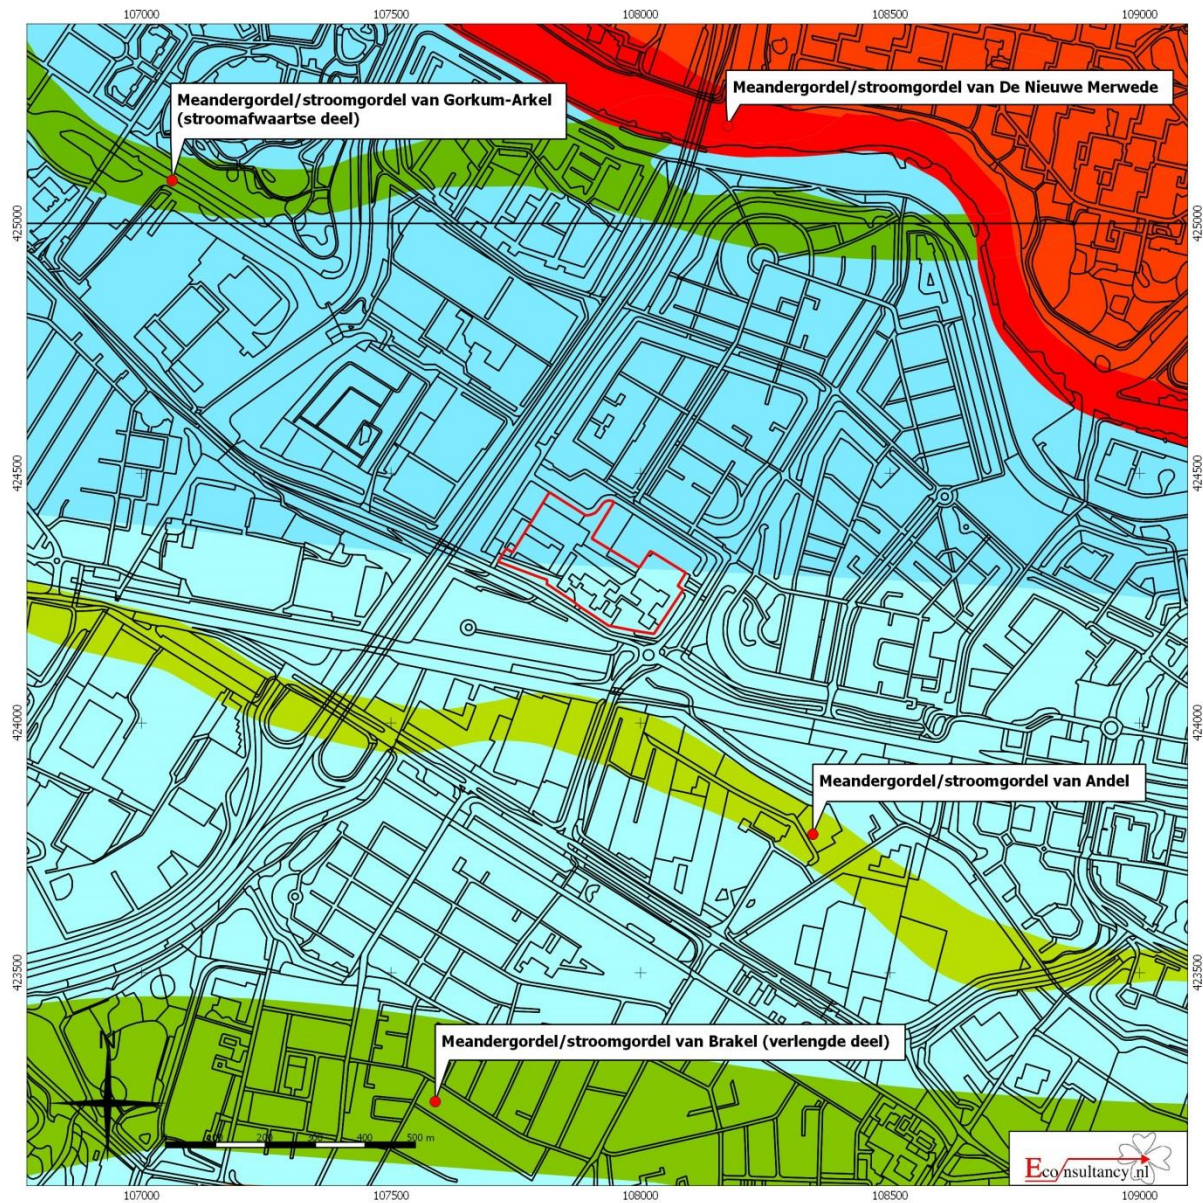 107000 107500 108000 108500 109000
Meandergordel/stroomgordel van Gorkum-Arkel
(stroomafwaartse deel)
Meandergordel/stroomgordel van De Nieuwe Merwede
425000 425000
424500 424500
424000 424000
Meandergordel/stroomgordel van Andel
423500 423500
Meandergordel/stroomgordel van Brakel (verlengde deel)
N
200 300 400 500 m
Econsultancy.nl
107000 107500 108000 108500 109000